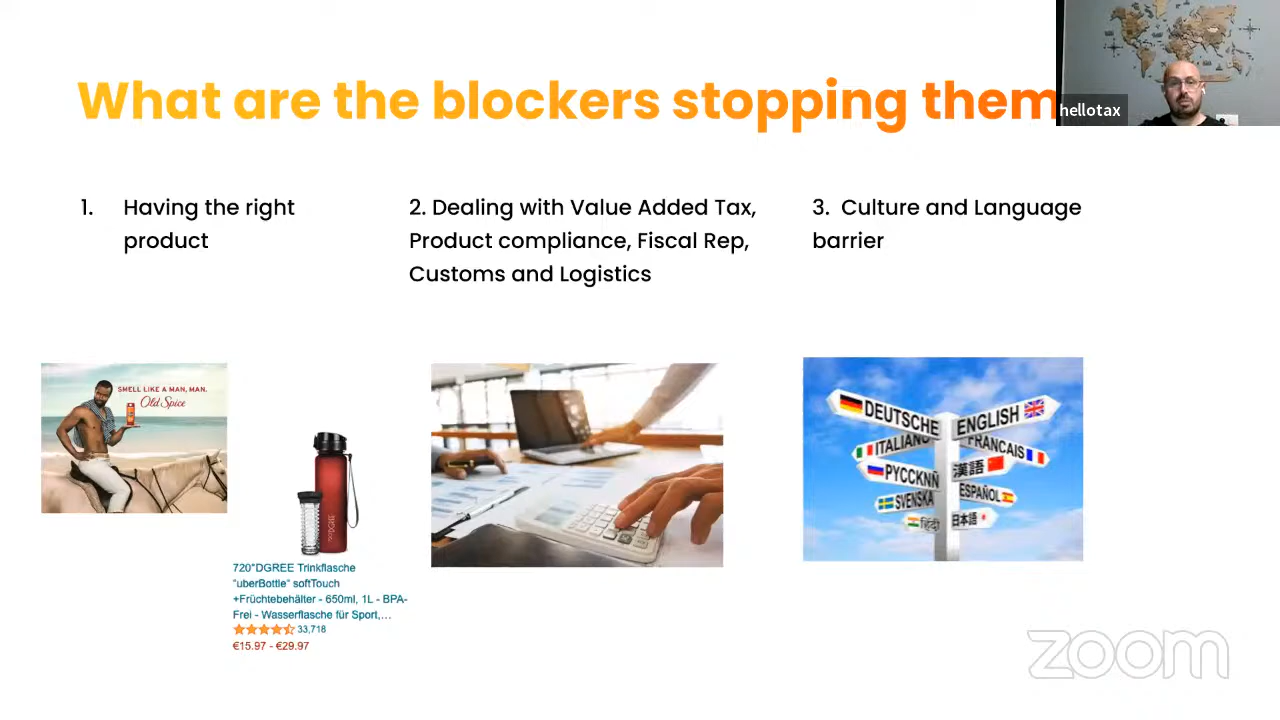 What are the blockers stopping them
hellotax
1. Having the right
product
2. Dealing with Value Added Tax,
Product compliance, Fiscal Rep,
Customs and Logistics
3. Culture and Language
barrier
SMELL LIKE A MAN, MAN.
Old Spice
720°DGREE Trinkflasche
"uberBottle" softTouch
+Früchtebehälter - 650ml, 1L - BPA-
Frei - Wasserflasche für Sport,...
33,718
€15.97 - €29.97
DEUTSCHE
ENGLISH
ITALIANO
FRANCAIS
РУССКNЙ
漢語
SVENSKA
ESPAÑOL
हिंदी
日本語
zoom